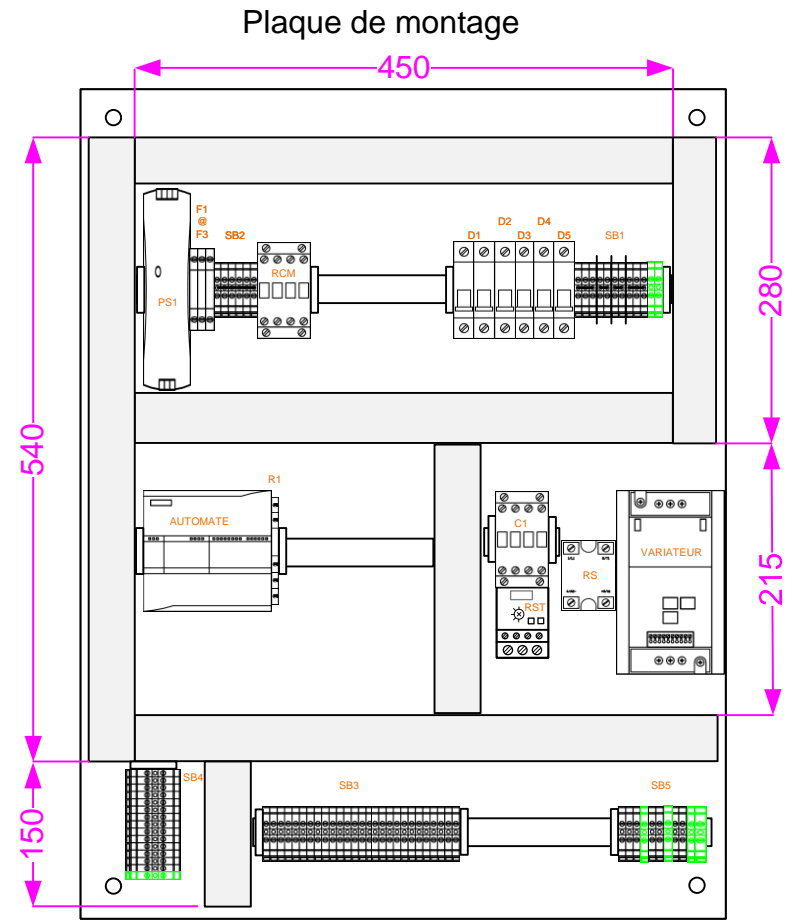 Plaque de montage
450
F1
@
F3
SB2
RCM
PS1
D1
D2
D3
D4
D5
SB1
280
540
AUTOMATE
R1
C1
RST
RS
VARIATEUR
215
SB4
SB3
SB5
150